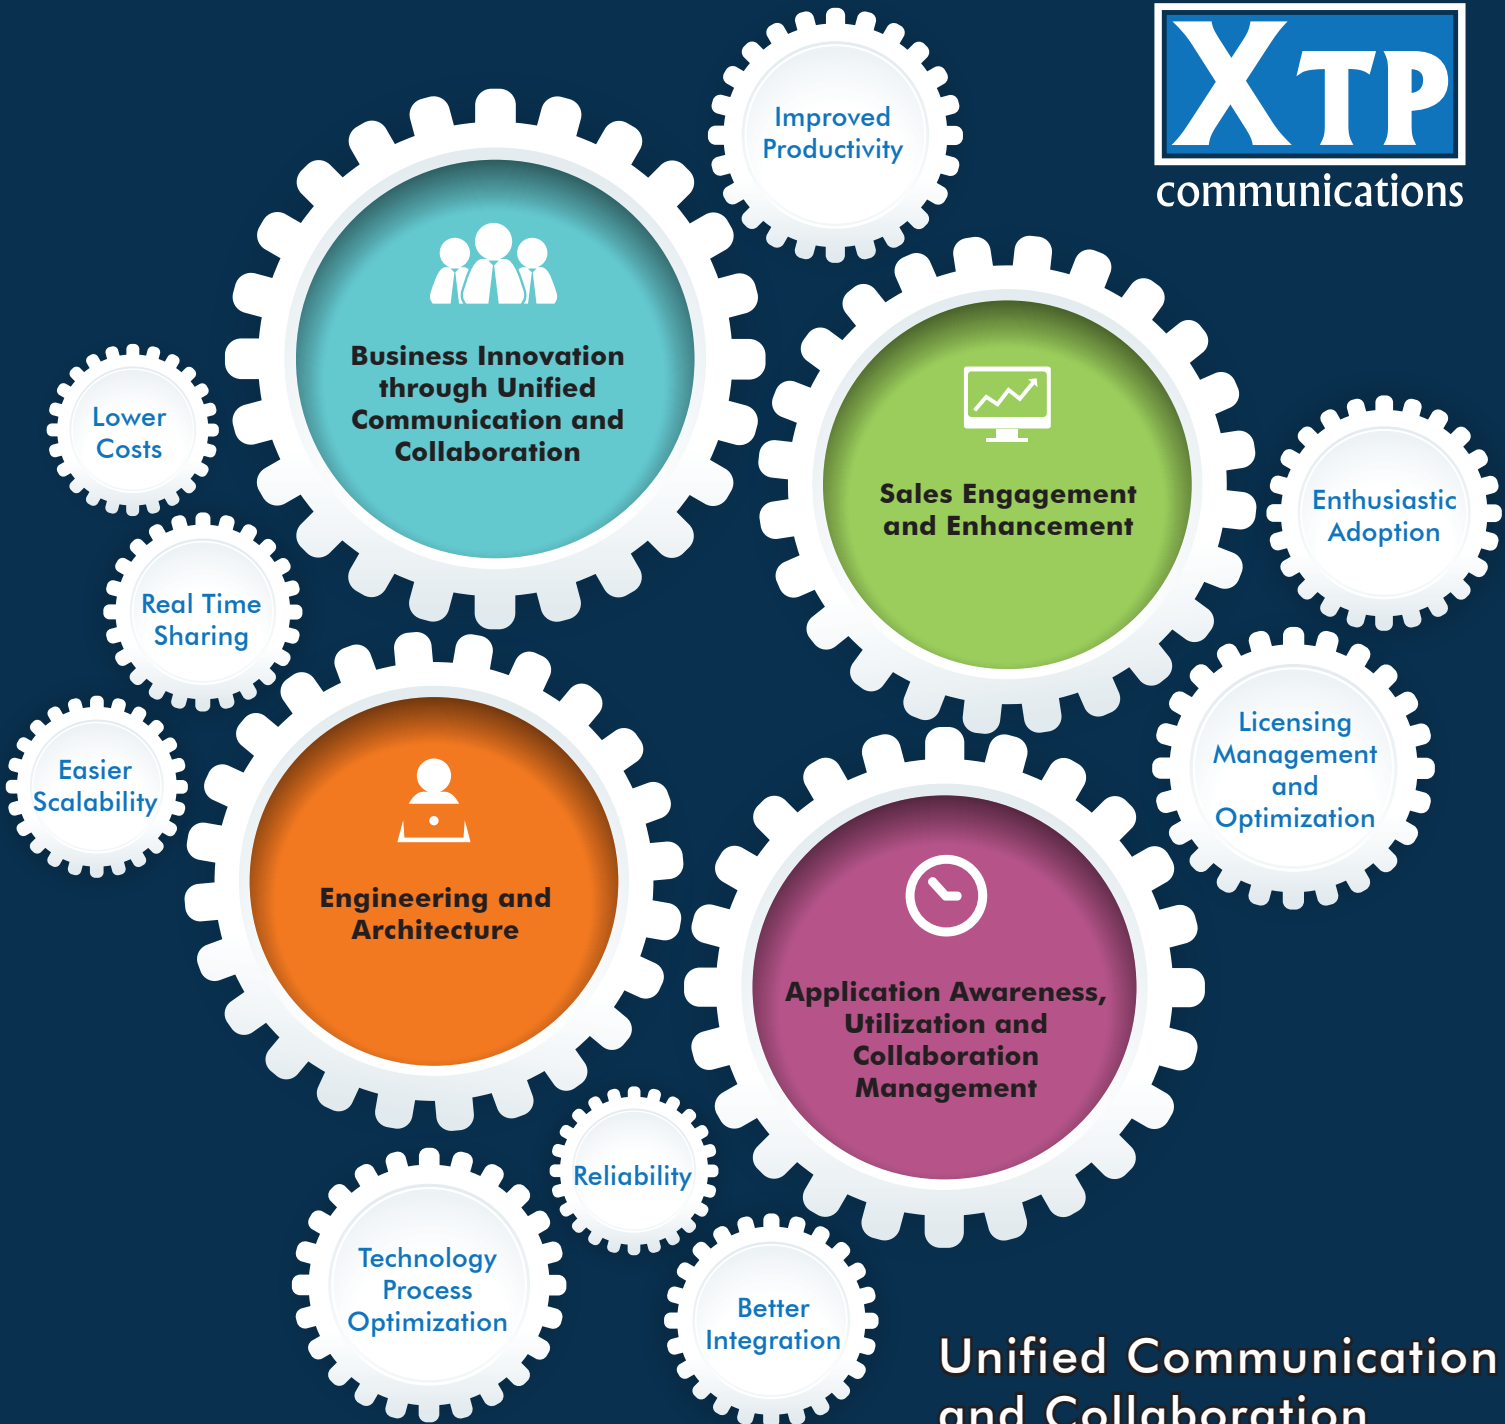 XTP
communications
Improved
Productivity
Business Innovation
through Unified
Communication and
Collaboration
Lower
Costs
Sales Engagement
and Enhancement
Enthusiastic
Adoption
Real Time
Sharing
Easier
Scalability
Licensing
Management
and
Optimization
Engineering and
Architecture
Application Awareness,
Utilization and
Collaboration
Management
Reliability
Technology
Process
Optimization
Better
Integration
Unified Communication
and Collaboration